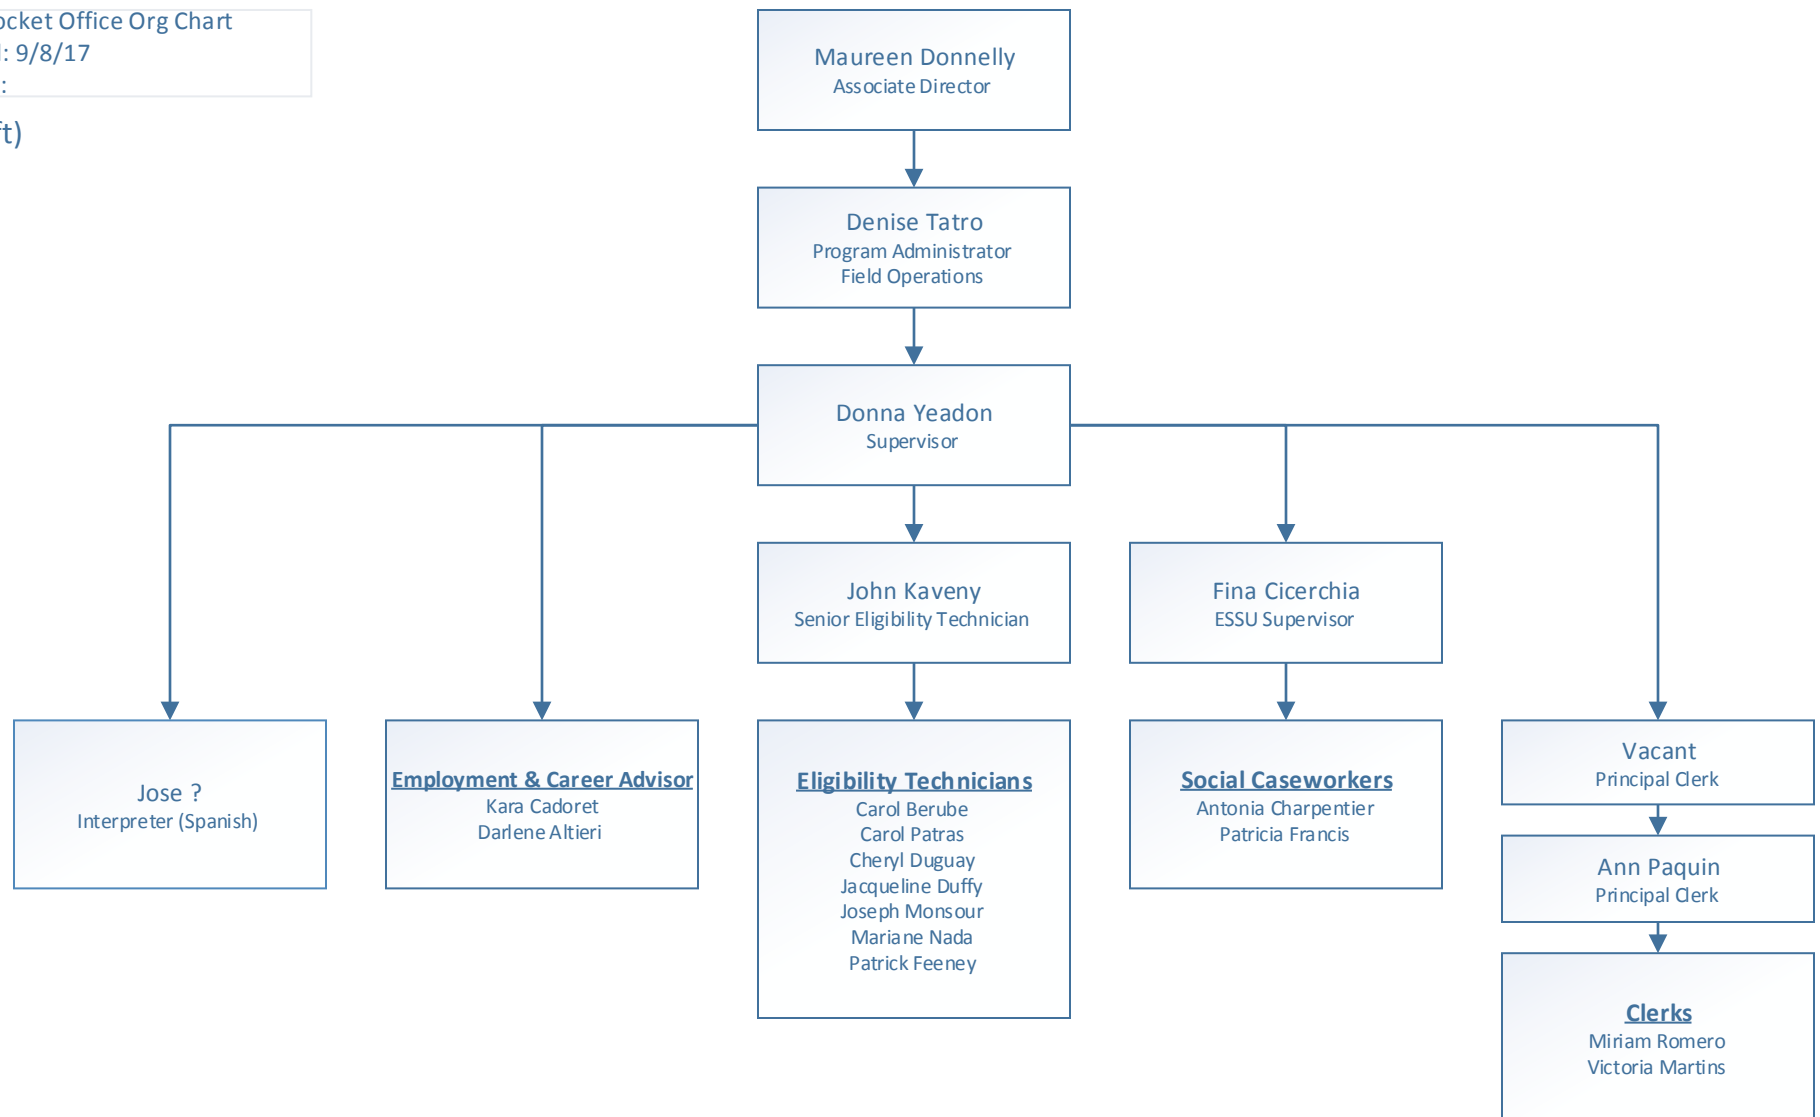 ocket Office Org Chart
: 9/8/17
:
ft)
Maureen Donnelly
Associate Director
Denise Tatro
Program Administrator
Field Operations
Donna Yeadon
Supervisor
John Kaveny
Senior Eligibility Technician
Fina Cicerchia
ESSU Supervisor
Jose ?
Interpreter (Spanish)
Employment & Career Advisor
Kara Cadoret
Darlene Altieri
Eligibility Technicians
Carol Berube
Carol Patras
Cheryl Duguay
Jacqueline Duffy
Joseph Monsour
Mariane Nada
Patrick Feeney
Social Caseworkers
Antonia Charpentier
Patricia Francis
Vacant
Principal Clerk
Ann Paquin
Principal Clerk
Clerks
Miriam Romero
Victoria Martins